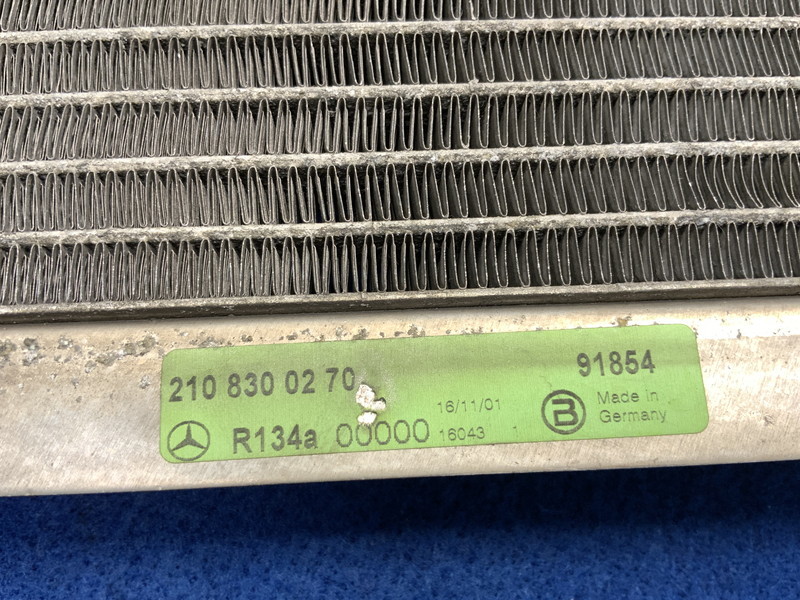 210 830 02 70
91854
R134a 00000
16/11/01
16043 1
B
Made in
Germany